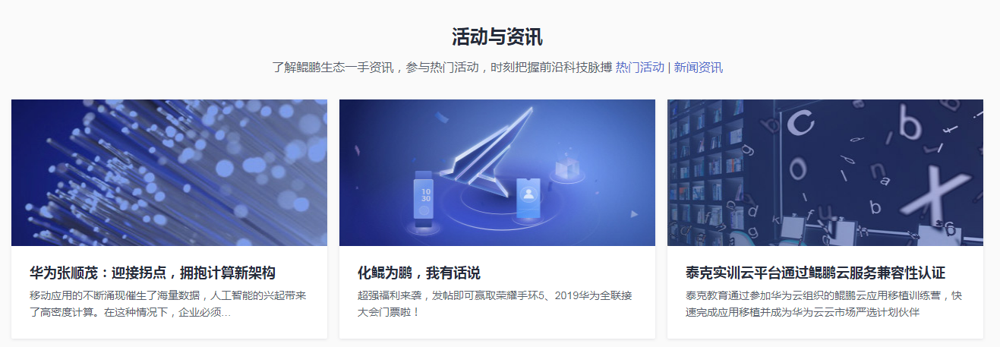 活动与资讯
了解鲲鹏生态一手资讯，参与热门活动，时刻把握前沿科技脉搏 热门活动 | 新闻资讯
10
30
C
b
O
X
华为张顺茂：迎接拐点，拥抱计算新架构
移动应用的不断涌现催生了海量数据，人工智能的兴起带来
了高密度计算。在这种情况下，企业必须...
化鲲为鹏，我有话说
超强福利来袭，发帖即可赢取荣耀手环5、2019华为全联接
大会门票啦！
泰克实训云平台通过鲲鹏云服务兼容性认证
泰克教育通过参加华为云组织的鲲鹏云应用移植训练营，快
速完成应用移植并成为华为云云市场严选计划伙伴